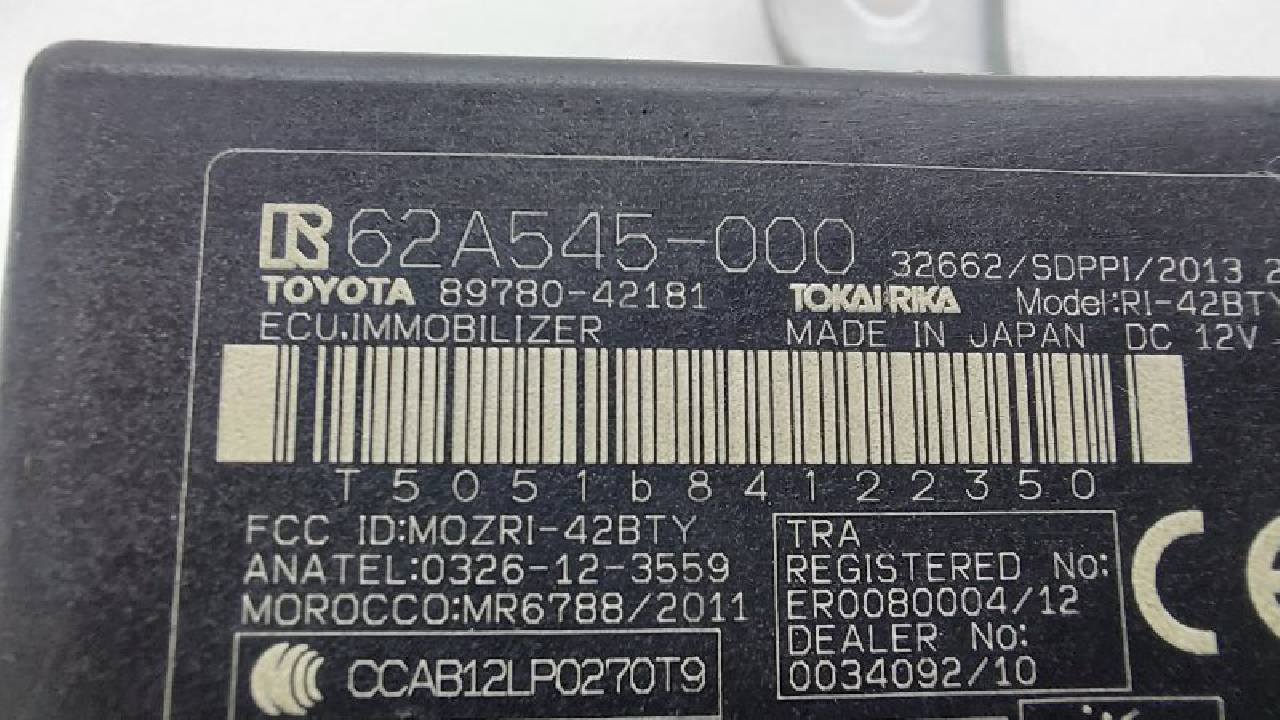 62A545-000 32662/SDPPI/2013
TOYOTA 89780-42181 TOKAI RIKA Model:RI-42BTY
ECU.IMMOBILIZER MADE IN JAPAN DC 12V
T5051b84122350
FCC ID:MOZRI-42BTY
ANATEL:0326-12-3559
MOROCCO:MR6788/2011
CCAB12LP0270T9
TRA
REGISTERED No:
ER0080004/12
DEALER No:
0034092/10
CE